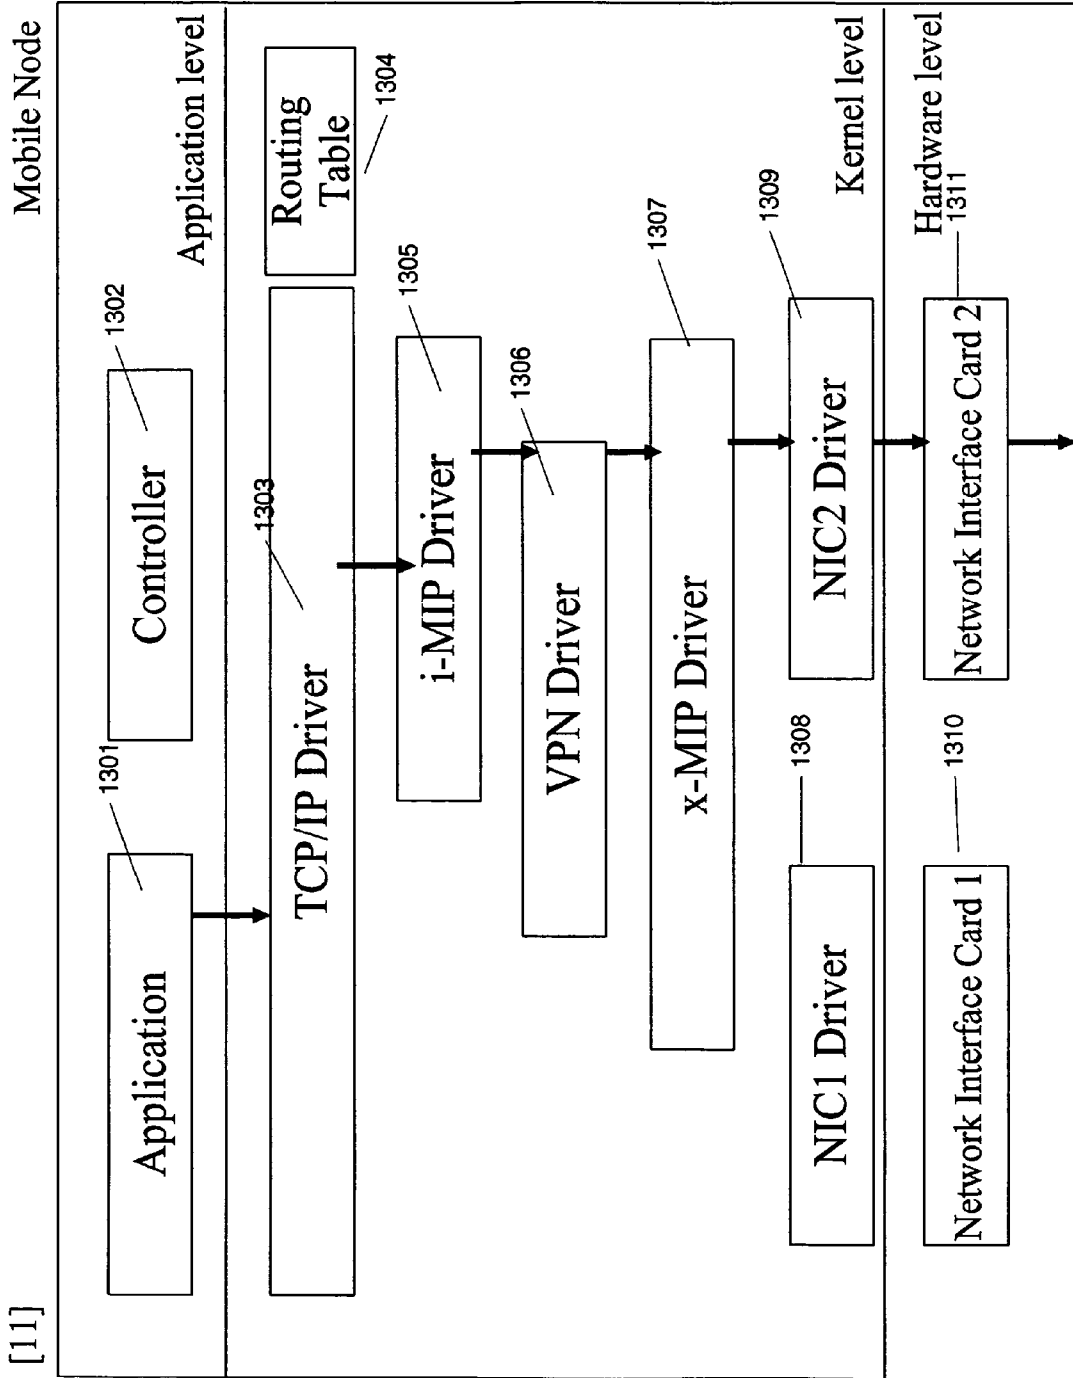 [11]
Mobile Node
Application level
1301
1302
Application
Controller
1303
TCP/IP Driver
Routing
Table
1304
1305
i-MIP Driver
1306
VPN Driver
1307
x-MIP Driver
1308
1309
NIC1 Driver
NIC2 Driver
Kernel level
Hardware level
1310
1311
Network Interface Card 1
Network Interface Card 2